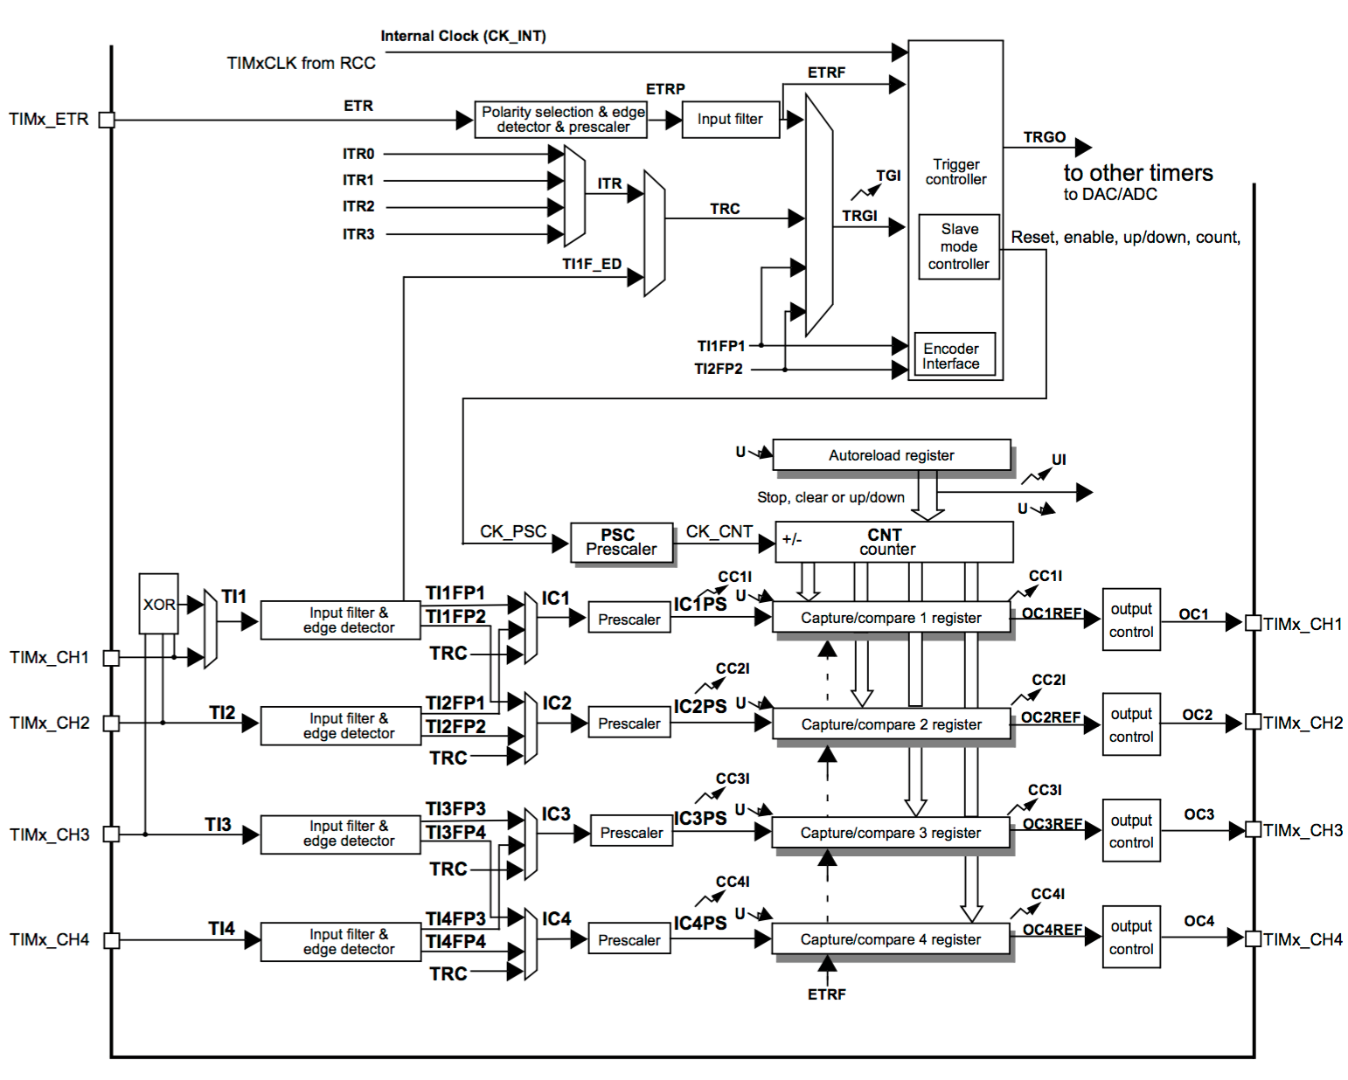 Internal Clock (CK_INT)
TIMxCLK from RCC
ETRF
ETRP
ETR
TIMx_ETR
Polarity selection & edge
detector & prescaler
Input filter
TRGO
to other timers
to DAC/ADC
ITR0
ITR1
ITR2
ITR3
ITR
TI1F_ED
TRC
TGI
TRGI
Trigger
controller
Slave
mode
controller
Reset, enable, up/down, count,
TI1FP1
TI2FP2
Encoder
Interface
U
Autoreload register
UI
Stop, clear or up/down
U
CK_PSC
PSC
Prescaler
CK_CNT
+/-
CNT
counter
XOR
TI1
Input filter &
edge detector
TI1FP1
TI1FP2
TRC
IC1
Prescaler
CC1I
U
IC1PS
Capture/compare 1 register
CC1I
OC1REF
output
control
OC1
TIMx_CH1
TIMx_CH1
TIMx_CH2
TI2
Input filter &
edge detector
TI2FP1
TI2FP2
TRC
IC2
Prescaler
CC2I
U
IC2PS
Capture/compare 2 register
CC2I
OC2REF
output
control
OC2
TIMx_CH2
TIMx_CH3
TI3
Input filter &
edge detector
TI3FP3
TI3FP4
TRC
IC3
Prescaler
CC3I
U
IC3PS
Capture/compare 3 register
CC3I
OC3REF
output
control
OC3
TIMx_CH3
TIMx_CH4
TI4
Input filter &
edge detector
TI4FP3
TI4FP4
TRC
IC4
Prescaler
CC4I
U
IC4PS
Capture/compare 4 register
CC4I
OC4REF
output
control
OC4
TIMx_CH4
ETRF